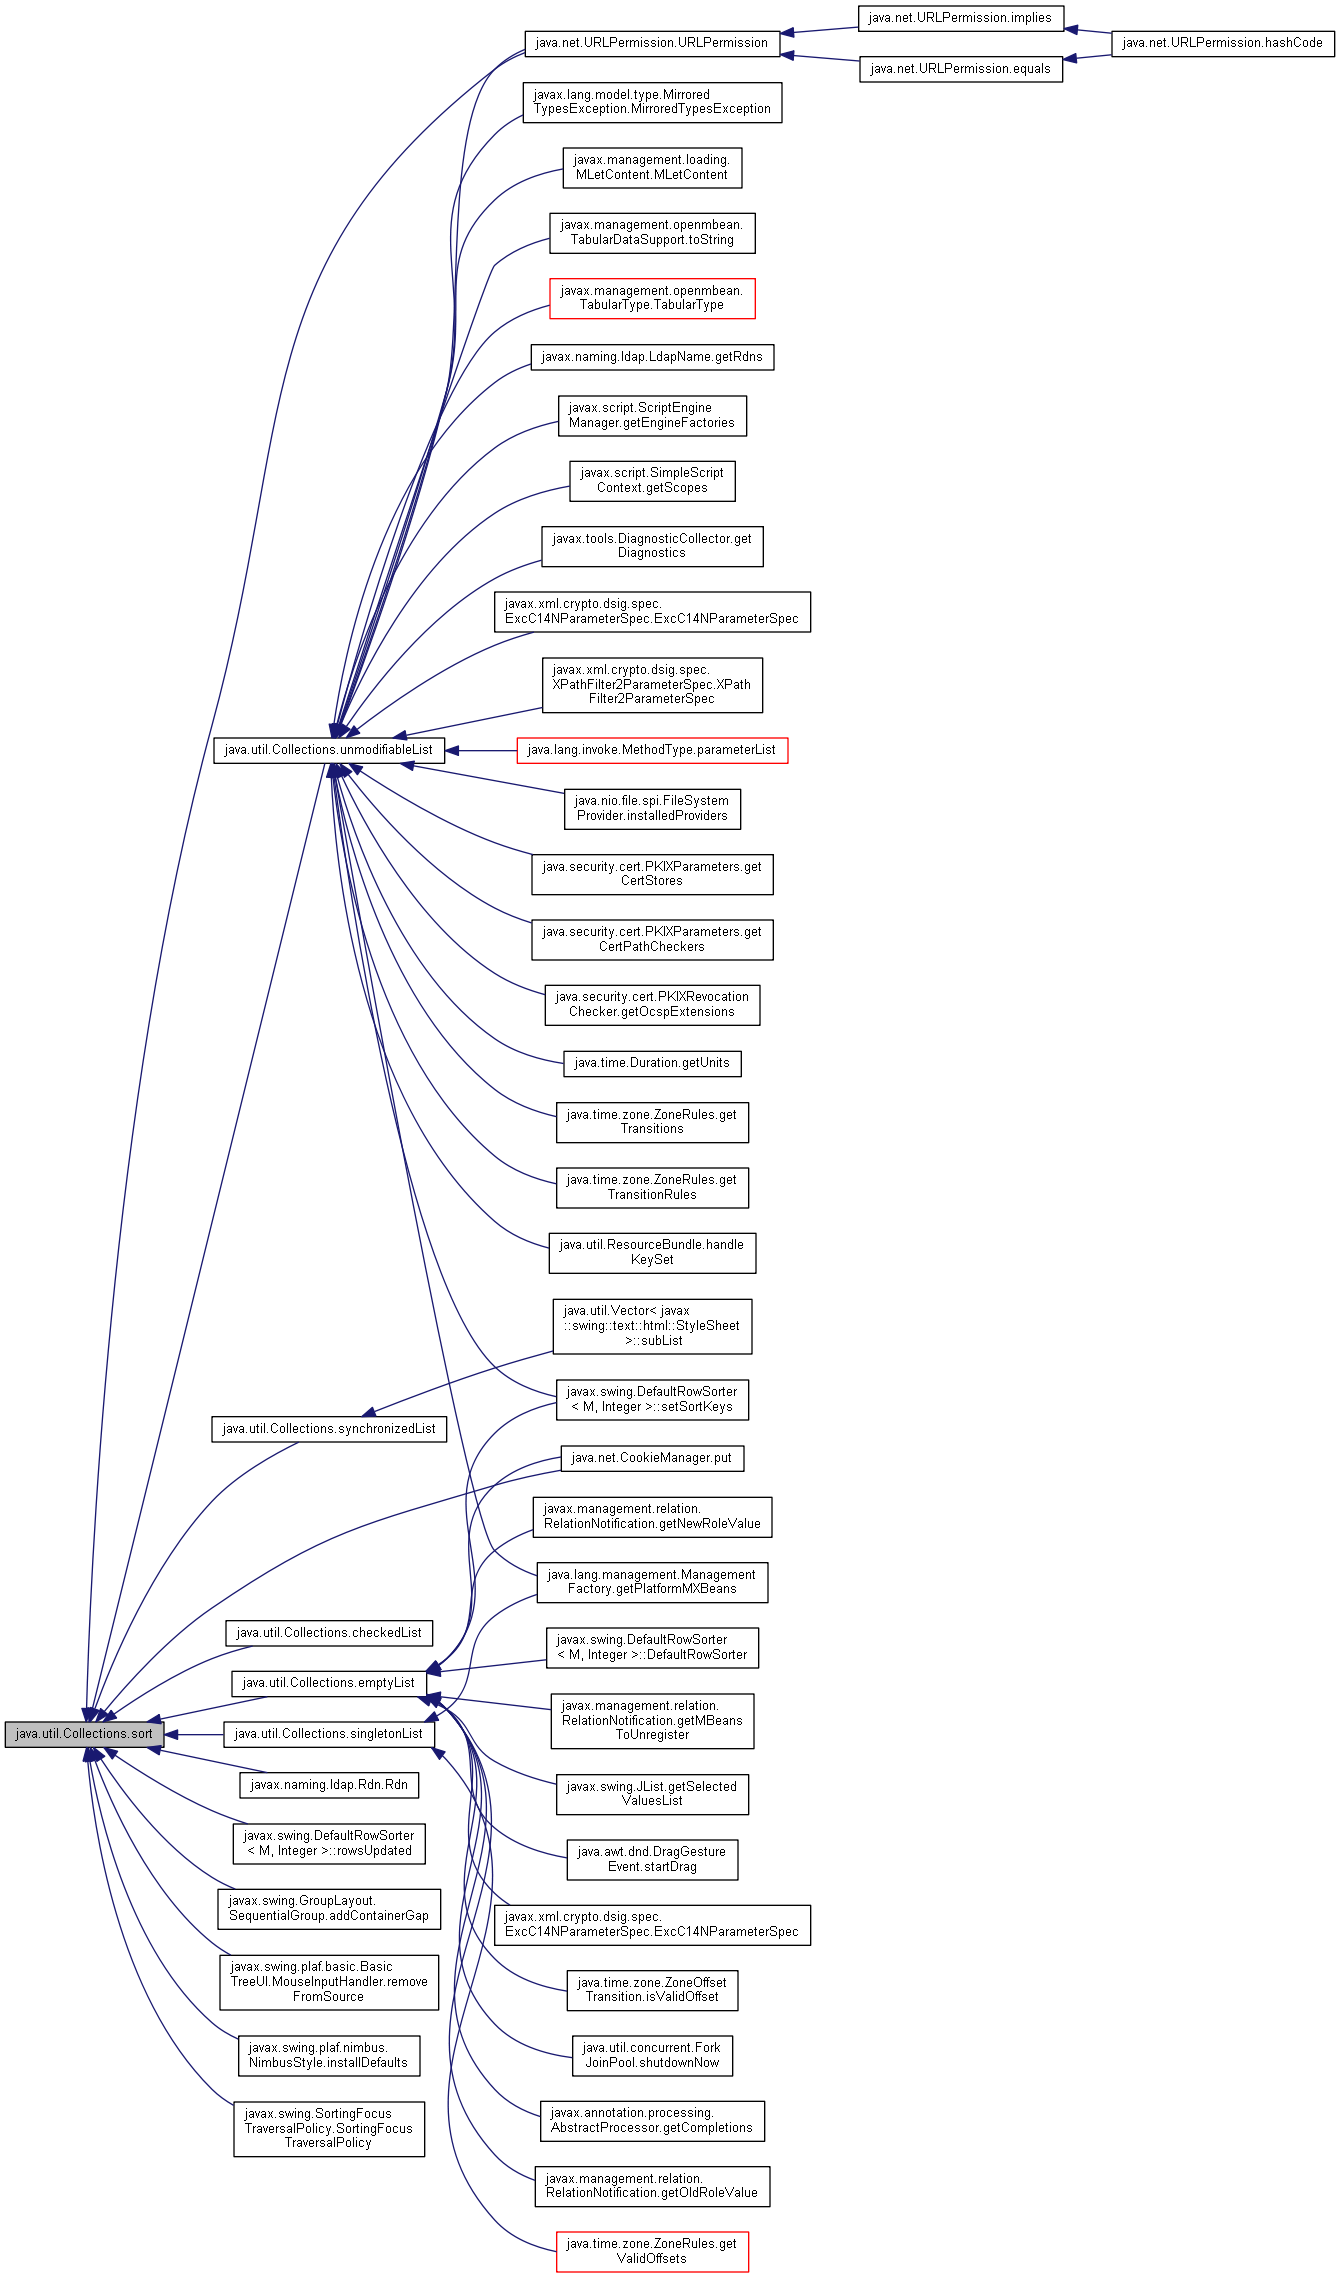 java.net.URLPermission.implies
java.net.URLPermission.URLPermission
java.net.URLPermission.hashCode
java.net.URLPermission.equals
javax.lang.model.type.Mirrored
TypesException.MirroredTypesException
javax.management.loading.
MLetContent.MLetContent
javax.management.openmbean.
TabularDataSupport.toString
javax.management.openmbean.
TabularType.TabularType
javax.naming.ldap.LdapName.getRdns
javax.script.ScriptEngine
Manager.getEngineFactories
javax.script.SimpleScript
Context.getScopes
javax.tools.DiagnosticCollector.get
Diagnostics
javax.xml.crypto.dsig.spec.
ExcC14NParameterSpec.ExcC14NParameterSpec
javax.xml.crypto.dsig.spec.
XPathFilter2ParameterSpec.XPath
Filter2ParameterSpec
java.util.Collections.unmodifiableList
java.lang.invoke.MethodType.parameterList
java.nio.file.spi.FileSystem
Provider.installedProviders
java.security.cert.PKIXParameters.get
CertStores
java.security.cert.PKIXParameters.get
CertPathCheckers
java.security.cert.PKIXRevocation
Checker.getOcspExtensions
java.time.Duration.getUnits
java.time.zone.ZoneRules.get
Transitions
java.time.zone.ZoneRules.get
TransitionRules
java.util.ResourceBundle.handle
KeySet
java.util.Vector< javax
::swing::text::html::StyleSheet
>::subList
javax.swing.DefaultRowSorter
< M, Integer >::setSortKeys
java.util.Collections.synchronizedList
java.net.CookieManager.put
javax.management.relation.
RelationNotification.getNewRoleValue
java.lang.management.Management
Factory.getPlatformMXBeans
java.util.Collections.checkedList
javax.swing.DefaultRowSorter
< M, Integer >::DefaultRowSorter
java.util.Collections.emptyList
javax.management.relation.
RelationNotification.getMBeans
ToUnregister
java.util.Collections.sort
java.util.Collections.singletonList
javax.naming.ldap.Rdn.Rdn
javax.swing.JList.getSelected
ValuesList
javax.swing.DefaultRowSorter
< M, Integer >::rowsUpdated
java.awt.dnd.DragGesture
Event.startDrag
javax.swing.GroupLayout.
SequentialGroup.addContainerGap
javax.xml.crypto.dsig.spec.
ExcC14NParameterSpec.ExcC14NParameterSpec
javax.swing.plaf.basic.Basic
TreeUI.MouseInputHandler.remove
FromSource
java.time.zone.ZoneOffset
Transition.isValidOffset
javax.swing.plaf.nimbus.
NimbusStyle.installDefaults
java.util.concurrent.Fork
JoinPool.shutdownNow
javax.swing.SortingFocus
TraversalPolicy.SortingFocus
TraversalPolicy
javax.annotation.processing.
AbstractProcessor.getCompletions
javax.management.relation.
RelationNotification.getOldRoleValue
java.time.zone.ZoneRules.get
ValidOffsets